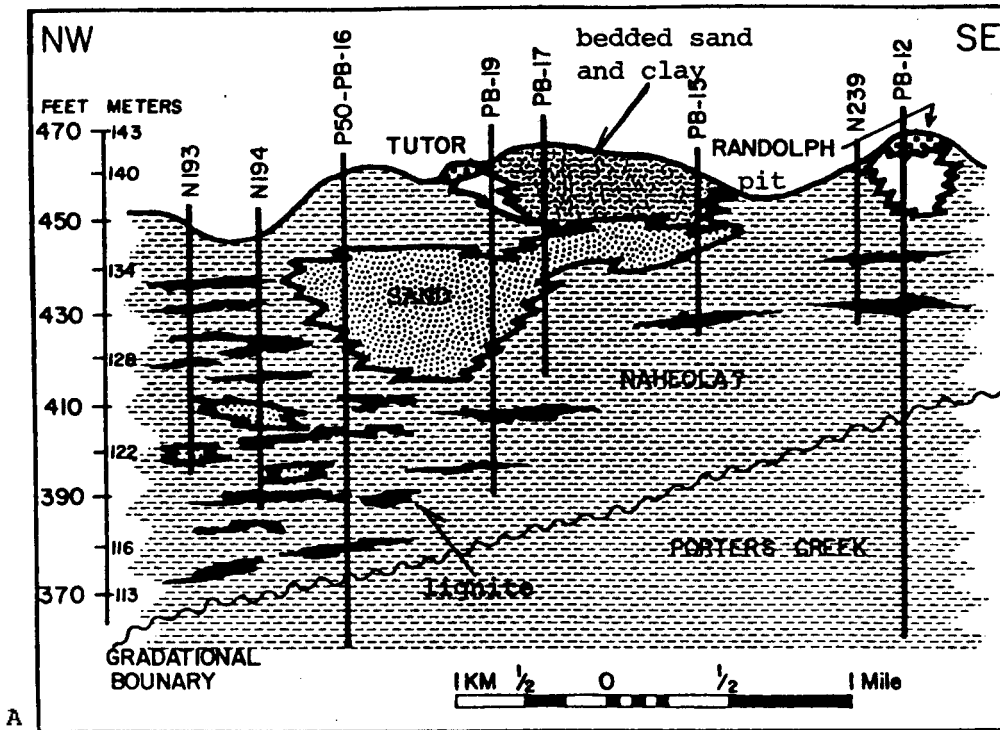 NW
SE
bedded sand
and clay
P50-PB-16
PB-19
PB-17
PB-15
N239
PB-12
N193
N194
FEET METERS
470 143
140
450
134
430
128
410
122
390
116
370 113
TUTOR
RANDOLPH
pit
SAND
NAHEOLA?
PORTERS CREEK
lignite
GRADATIONAL
BOUNARY
1 KM 1/2 0 1/2 1 Mile
A